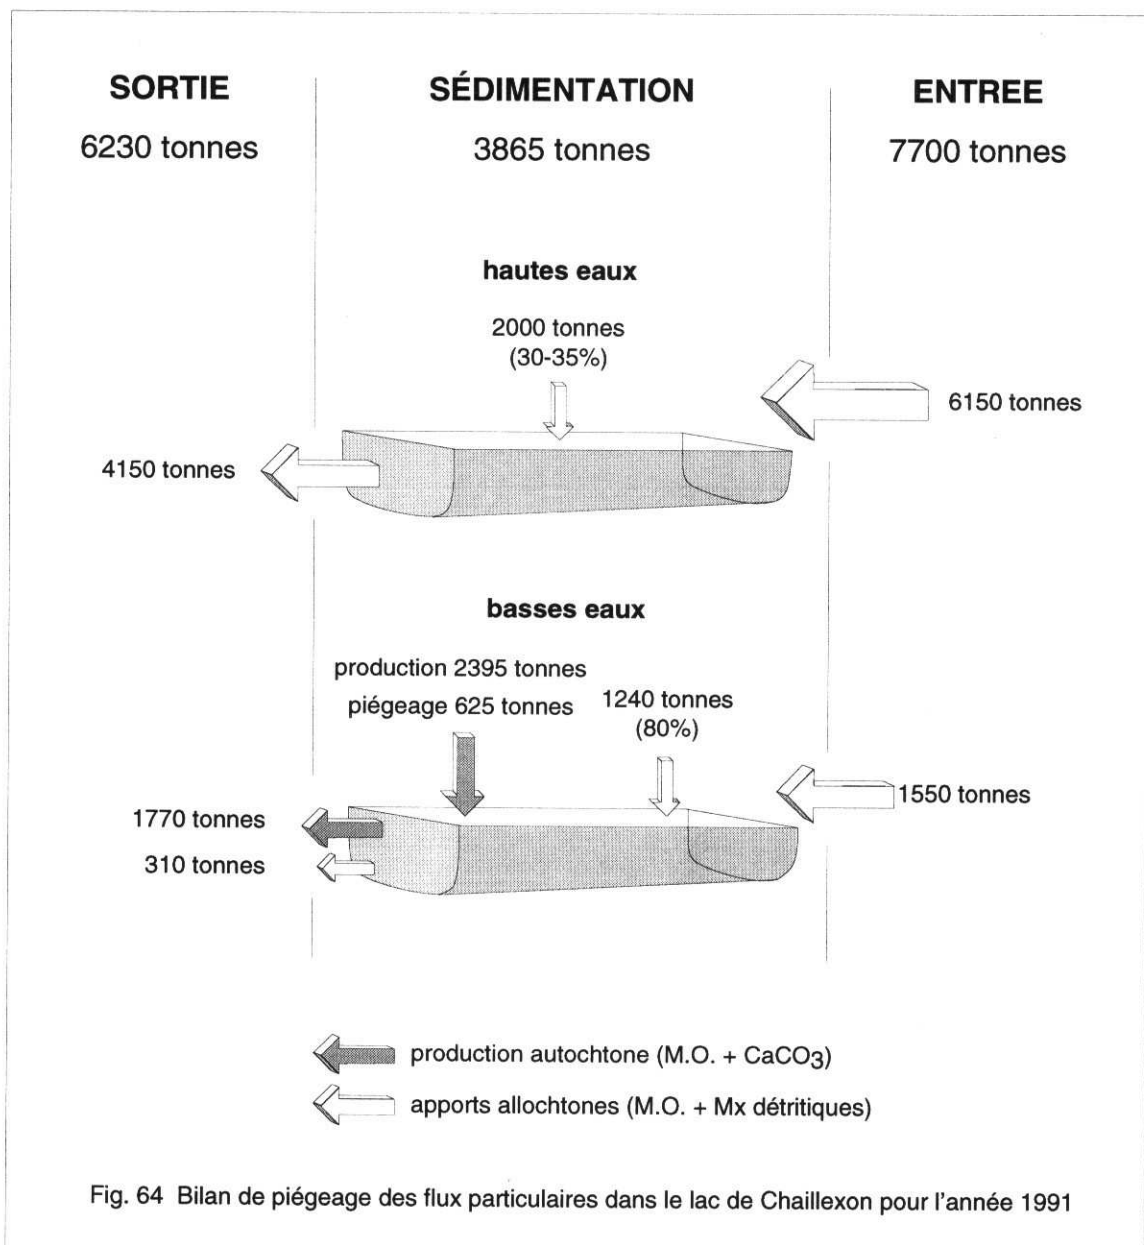 SORTIE
6230 tonnes
SÉDIMENTATION
3865 tonnes
ENTREE
7700 tonnes
hautes eaux
2000 tonnes
(30-35%)
6150 tonnes
4150 tonnes
basses eaux
production 2395 tonnes
piégeage 625 tonnes
1240 tonnes
(80%)
1550 tonnes
1770 tonnes
310 tonnes
production autochtone (M.O. + CaCO3)
apports allochtones (M.O. + Mx détritiques)
Fig. 64 Bilan de piégeage des flux particulaires dans le lac de Chaillexon pour l'année 1991